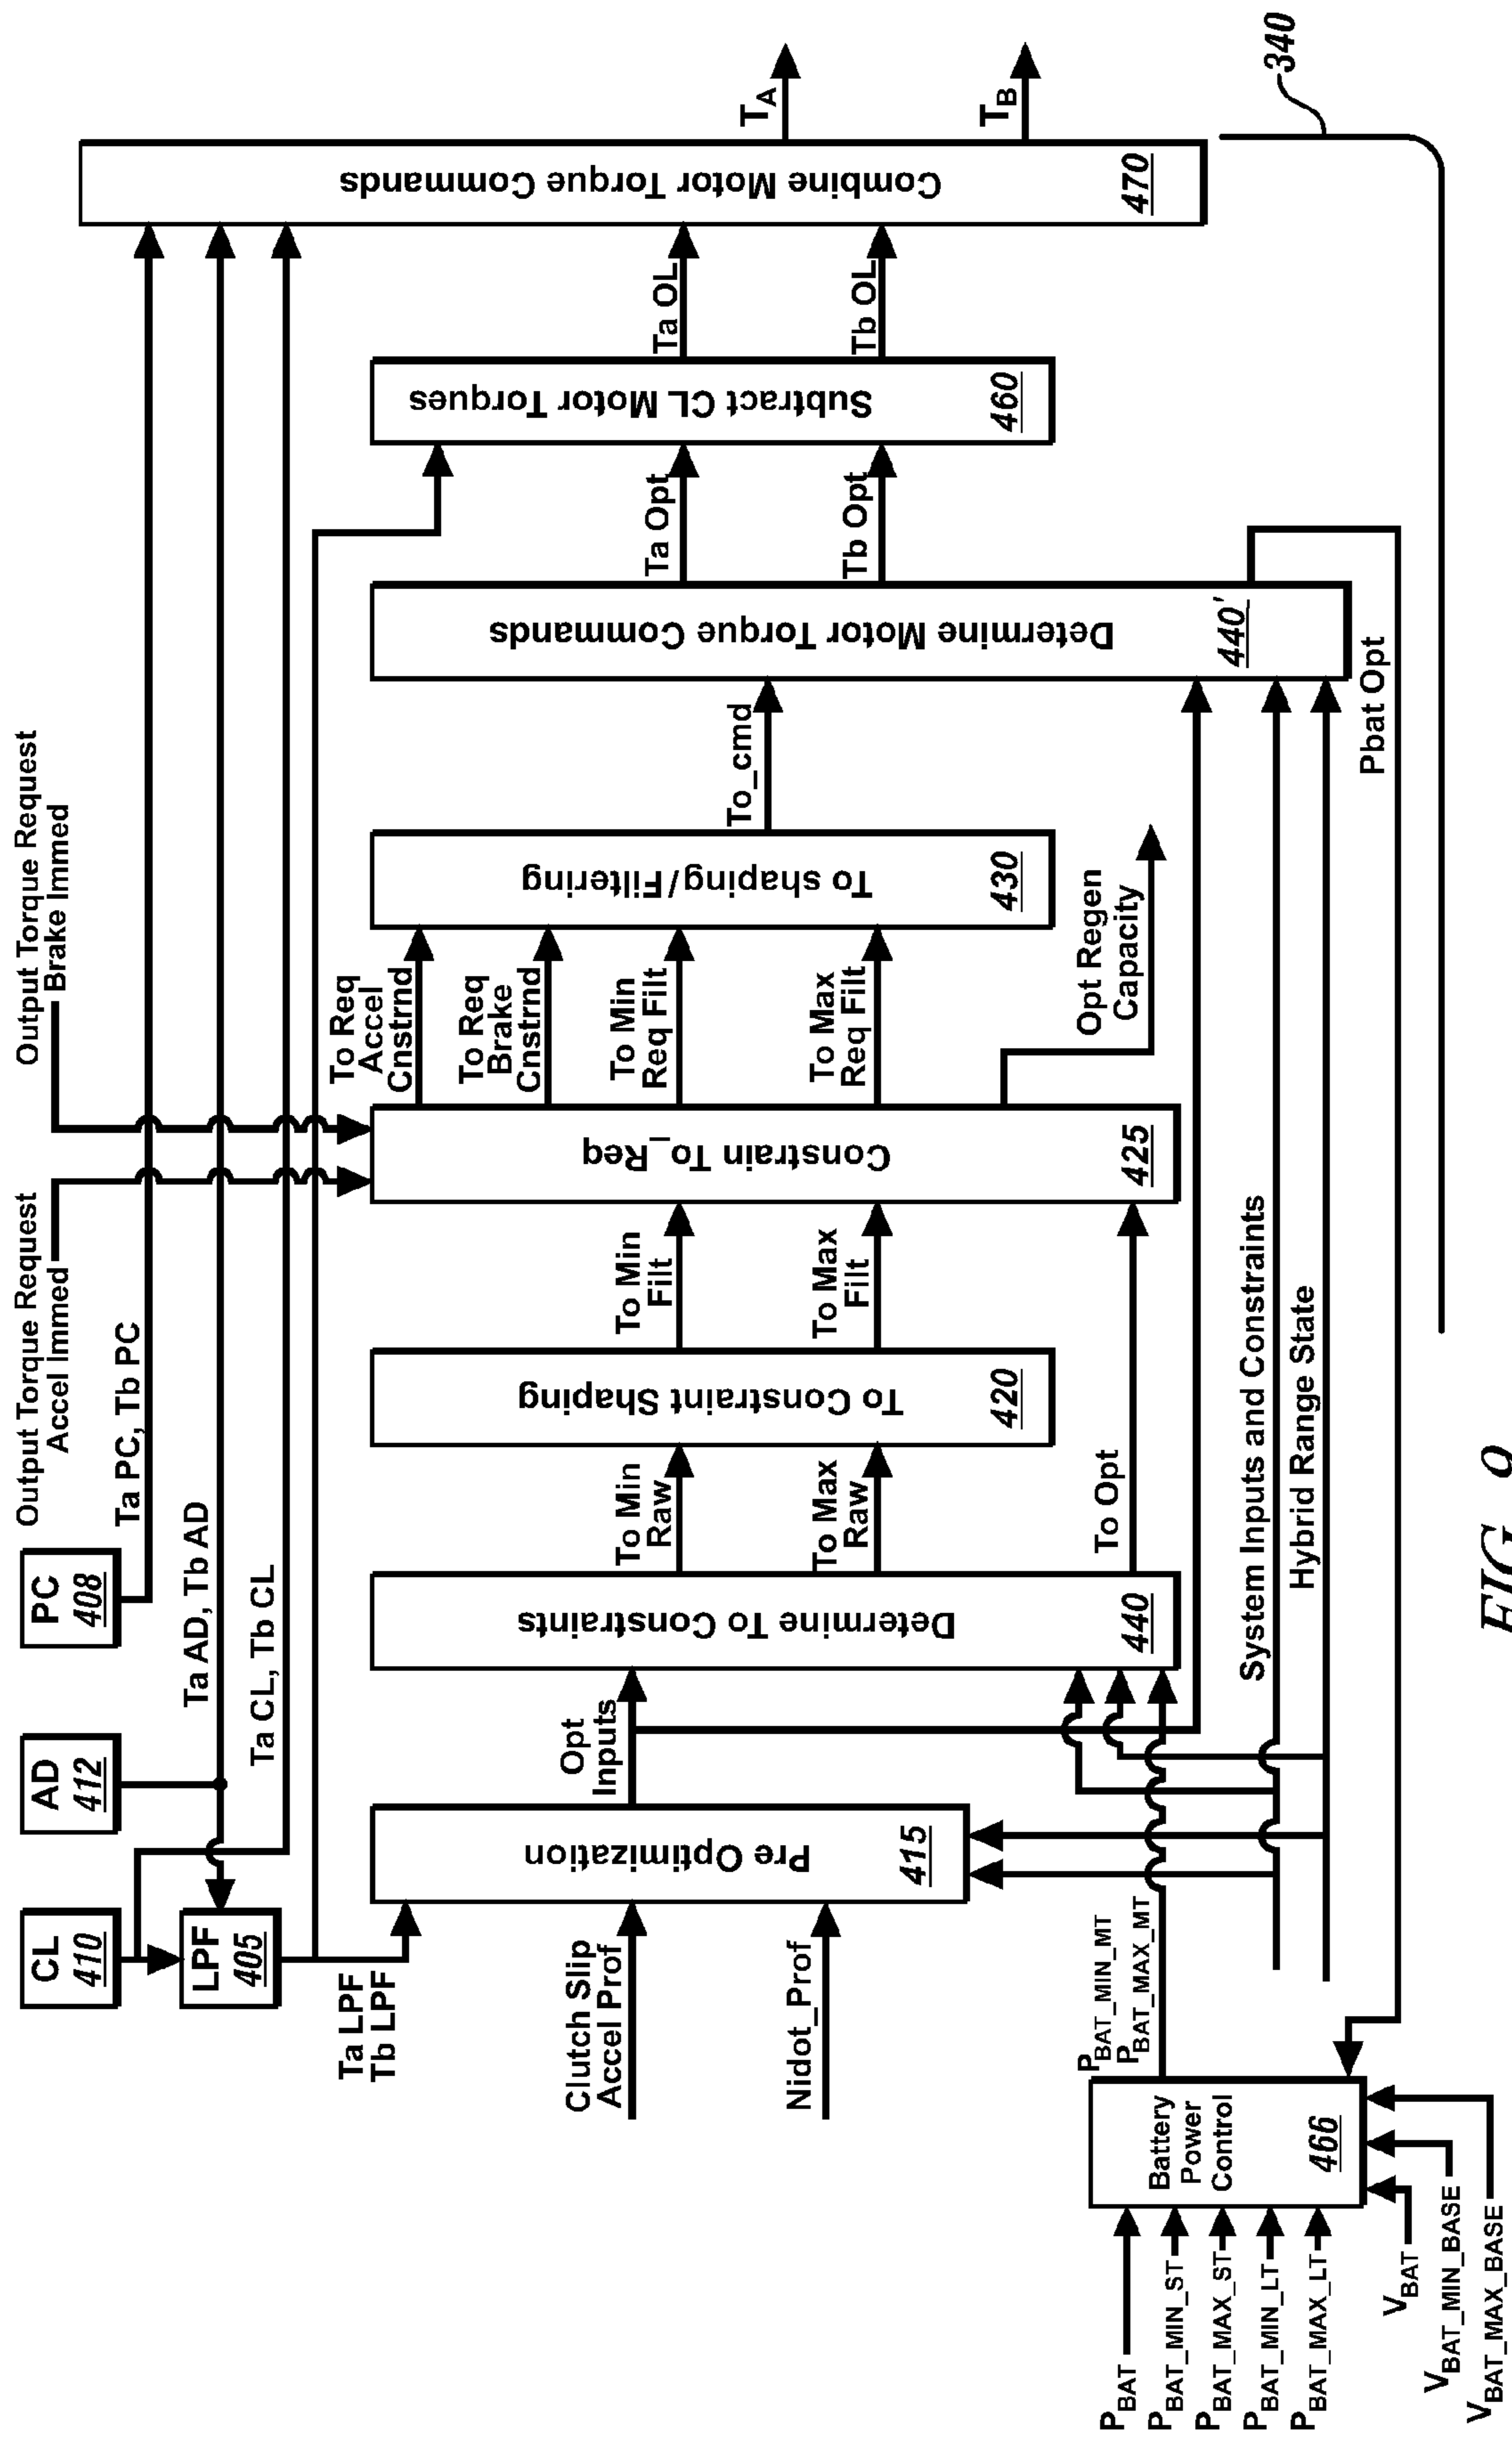 Output Torque Request
Accel Immed
Output Torque Request
Brake Immed
CL
410
AD
412
PC
408
LPF
405
Ta PC, Tb PC
Ta AD, Tb AD
Ta CL, Tb CL
Ta LPF
Tb LPF
Clutch Slip
Accel Prof
Nidot_Prof
Pre Optimization
415
Opt
Inputs
Determine To Constraints
440
To Min
Raw
To Max
Raw
To Opt
To Constraint Shaping
420
To Min
Filt
To Max
Filt
Constrain To_Req
425
To Req
Accel
Cnstrnd
To Req
Brake
Cnstrnd
To Min
Req Filt
To Max
Req Filt
Opt Regen
Capacity
To shaping/Filtering
430
To_cmd
Determine Motor Torque Commands
440'
Ta Opt
Tb Opt
Subtract CL Motor Torques
460
Ta OL
Tb OL
Combine Motor Torque Commands
470
TA
TB
340
System Inputs and Constraints
Hybrid Range State
Pbat Opt
PBAT_MIN_MT
PBAT_MAX_MT
Battery
Power
Control
466
PBAT
PBAT_MIN_ST
PBAT_MAX_ST
PBAT_MIN_LT
PBAT_MAX_LT
VBAT
VBAT_MIN_BASE
VBAT_MAX_BASE
FIG. 9